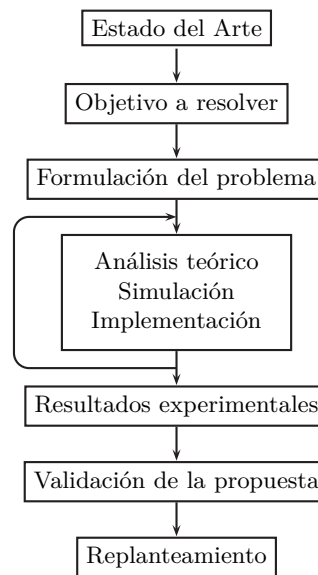 Estado del Arte
Objetivo a resolver
Formulación del problema
Análisis teórico
Simulación
Implementación
Resultados experimentales
Validación de la propuesta
Replanteamiento